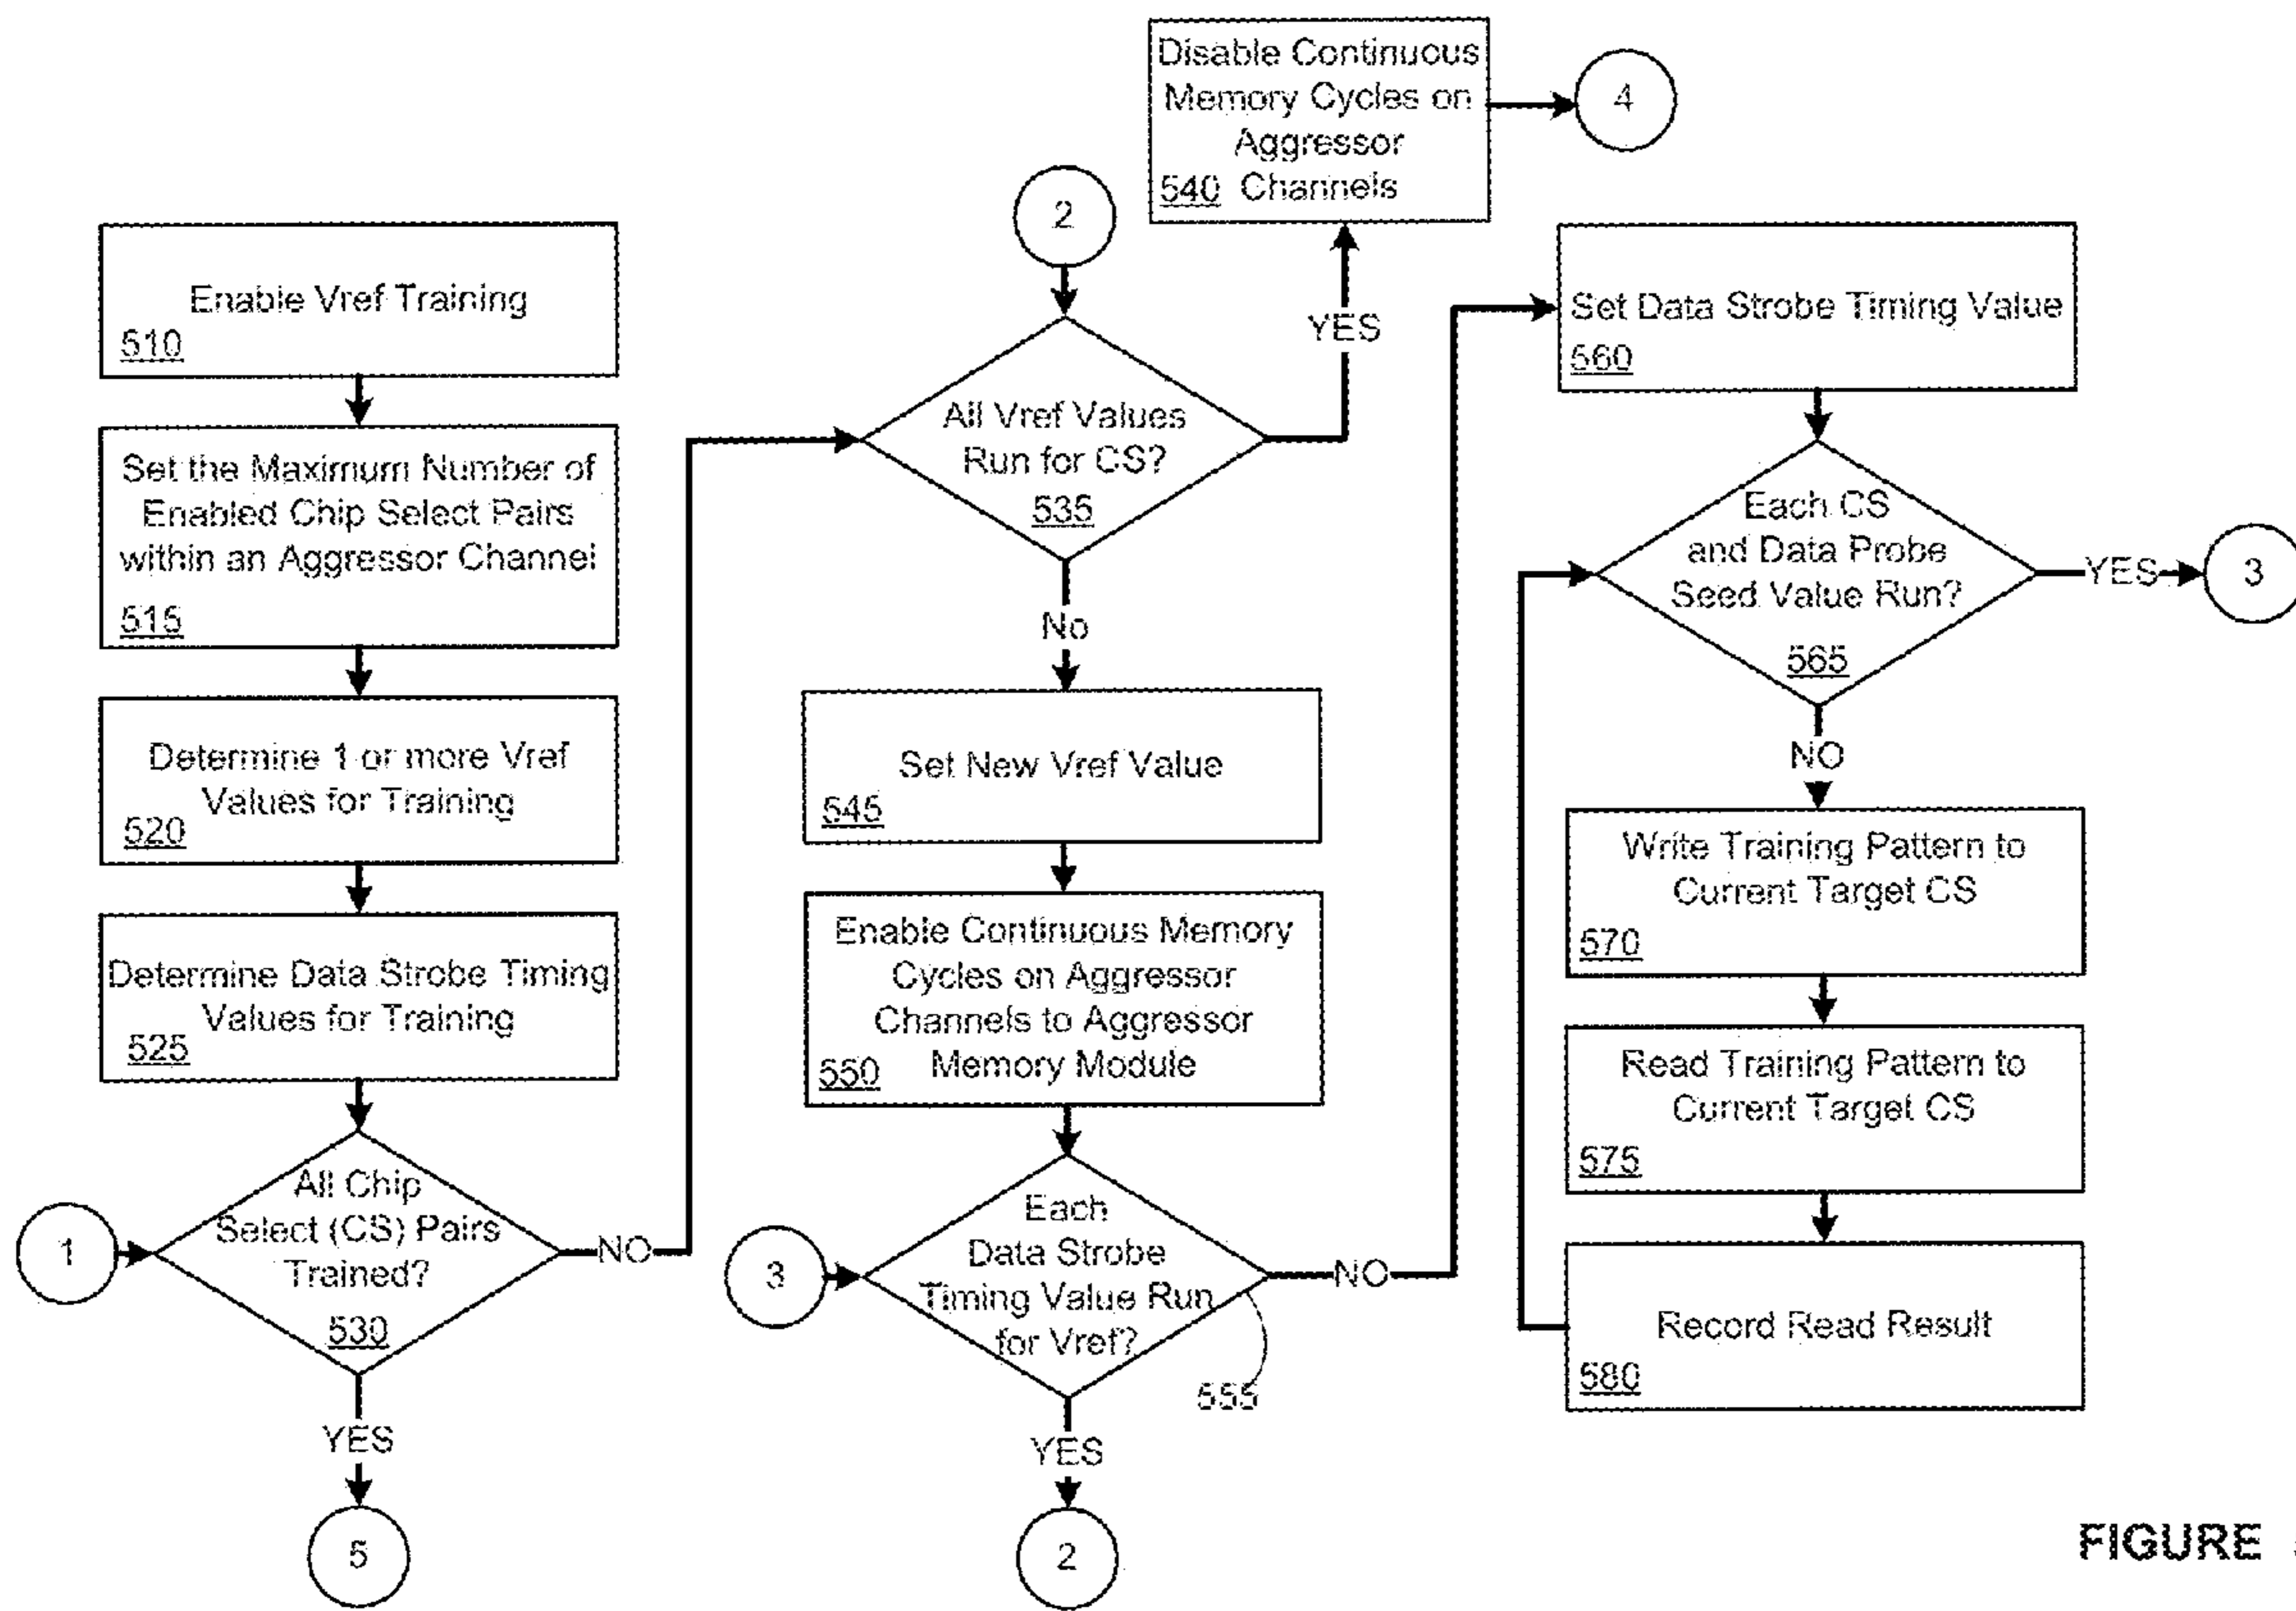 Enable Vref Training
510
Set the Maximum Number of
Enabled Chip Select Pairs
within an Aggressor Channel
515
Determine 1 or more Vref
Values for Training
520
Determine Data Strobe Timing
Values for Training
525
1
All Chip
Select (CS) Pairs
Trained?
530
NO
YES
5
2
All Vref Values
Run for CS?
535
YES
Disable Continuous
Memory Cycles on
Aggressor
540 Channels
4
No
Set New Vref Value
545
Enable Continuous Memory
Cycles on Aggressor
Channels to Aggressor
550 Memory Module
3
Each
Data Strobe
Timing Value Run
for Vref?
555
NO
YES
2
Set Data Strobe Timing Value
560
Each CS
and Data Probe
Seed Value Run?
565
YES
3
NO
Write Training Pattern to
Current Target CS
570
Read Training Pattern to
Current Target CS
575
Record Read Result
580
FIGURE